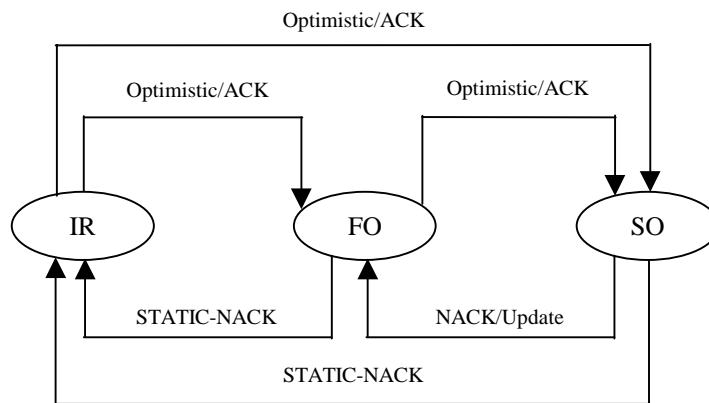 Optimistic/ACK
Optimistic/ACK
Optimistic/ACK
IR
FO
SO
STATIC-NACK
NACK/Update
STATIC-NACK